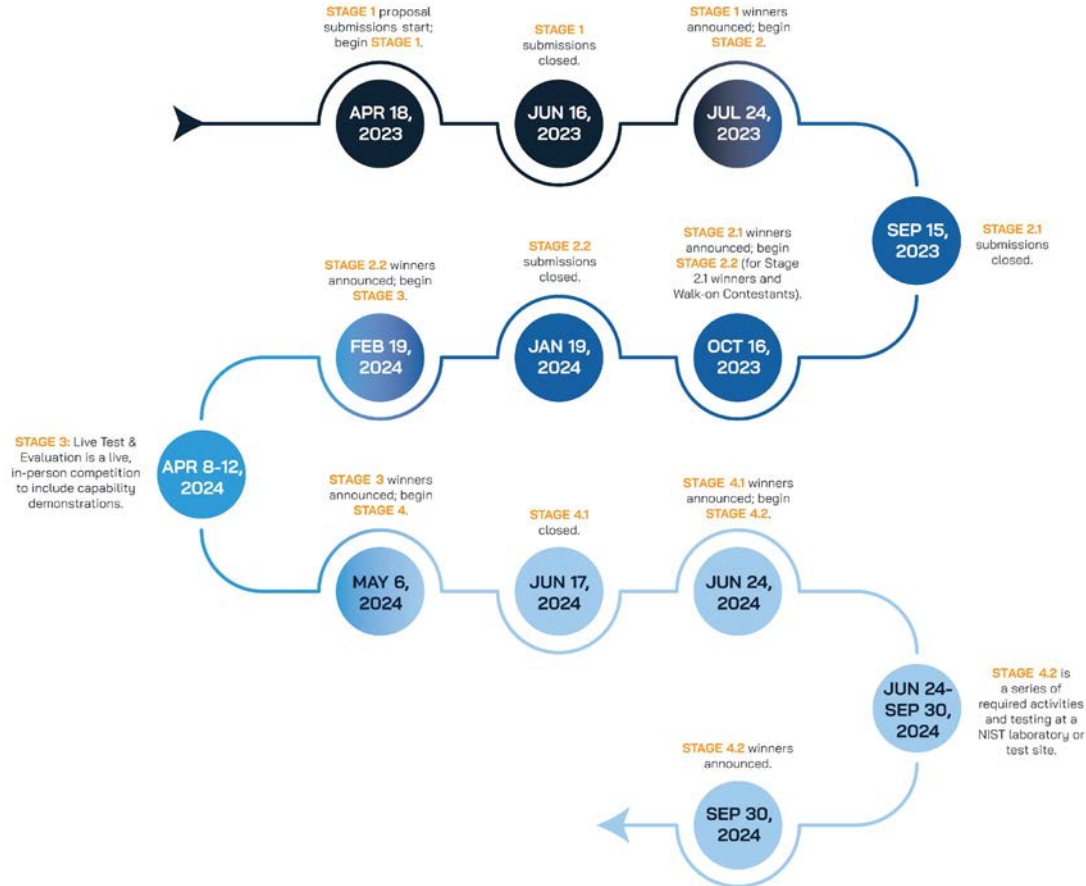 STAGE 1 proposal
submissions start;
begin STAGE 1.
APR 18,
2023
STAGE 1
submissions
closed.
JUN 16,
2023
STAGE 1 winners
announced; begin
STAGE 2.
JUL 24,
2023
SEP 15,
2023
STAGE 2.1
submissions
closed.
STAGE 2.1 winners
announced; begin
STAGE 2.2 (for Stage
2.1 winners and
Walk-on Contestants).
OCT 16,
2023
STAGE 2.2
submissions
closed.
JAN 19,
2024
STAGE 2.2 winners
announced; begin
STAGE 3.
FEB 19,
2024
STAGE 3: Live Test &
Evaluation is a live,
in-person competition
to include capability
demonstrations.
APR 8-12,
2024
STAGE 3 winners
announced; begin
STAGE 4.
MAY 6,
2024
STAGE 4.1
closed.
JUN 17,
2024
STAGE 4.1 winners
announced; begin
STAGE 4.2.
JUN 24,
2024
JUN 24-
SEP 30,
2024
STAGE 4.2 is
a series of
required activities
and testing at a
NIST laboratory or
test site.
STAGE 4.2 winners
announced.
SEP 30,
2024